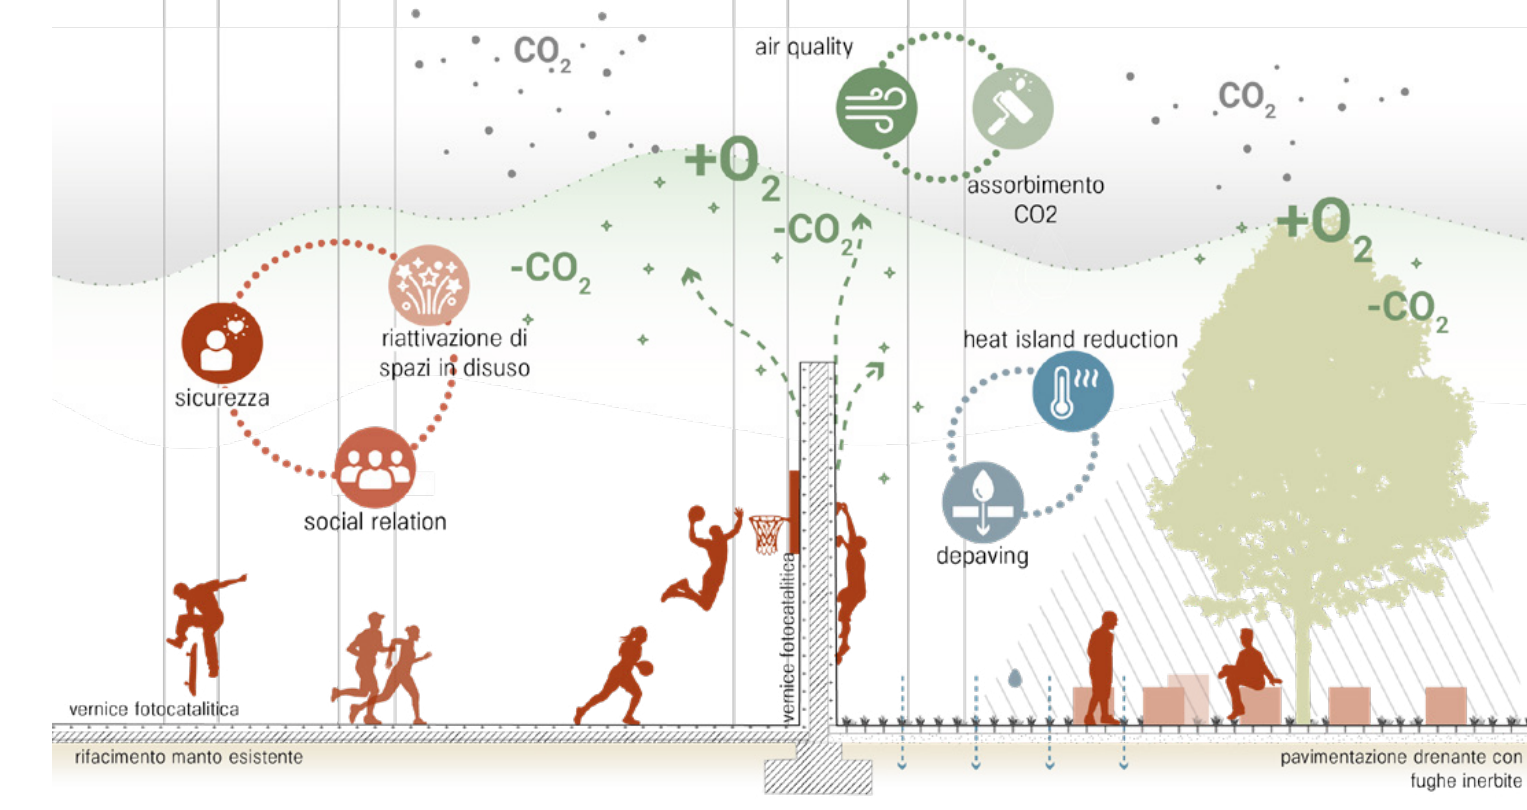 CO2
air quality
CO2
+O2
assorbimento
CO2
-CO2
+O2
-CO2
-CO2
riattivazione di
spazi in disuso
heat island reduction
sicurezza
social relation
depaving
vernice fotocatalitica
vernice fotocatalitica
rifacimento manto esistente
pavimentazione drenante con
fughe inerbite